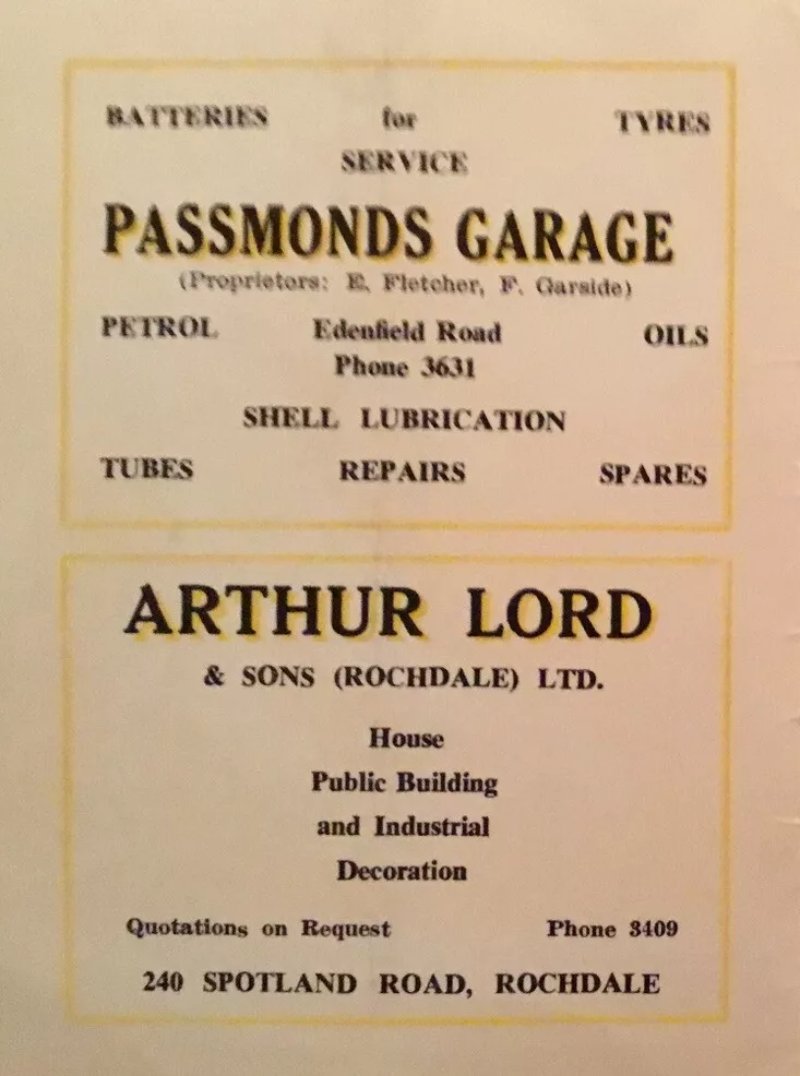 BATTERIES for TYRES
SERVICE
PASSMONDS GARAGE
(Proprietors: E. Fletcher, F. Garside)
PETROL Edenfield Road OILS
Phone 3631
SHELL LUBRICATION
TUBES REPAIRS SPARES
ARTHUR LORD
& SONS (ROCHDALE) LTD.
House
Public Building
and Industrial
Decoration
Quotations on Request Phone 3409
240 SPOTLAND ROAD, ROCHDALE